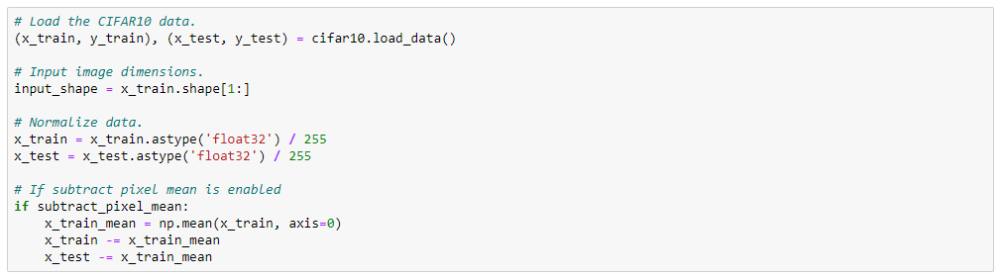 # Load the CIFAR10 data.
(x_train, y_train), (x_test, y_test) = cifar10.load_data()
# Input image dimensions.
input_shape = x_train.shape[1:]
# Normalize data.
x_train = x_train.astype('float32') / 255
x_test = x_test.astype('float32') / 255
# If subtract pixel mean is enabled
if subtract_pixel_mean:
    x_train_mean = np.mean(x_train, axis=0)
    x_train -= x_train_mean
    x_test -= x_train_mean